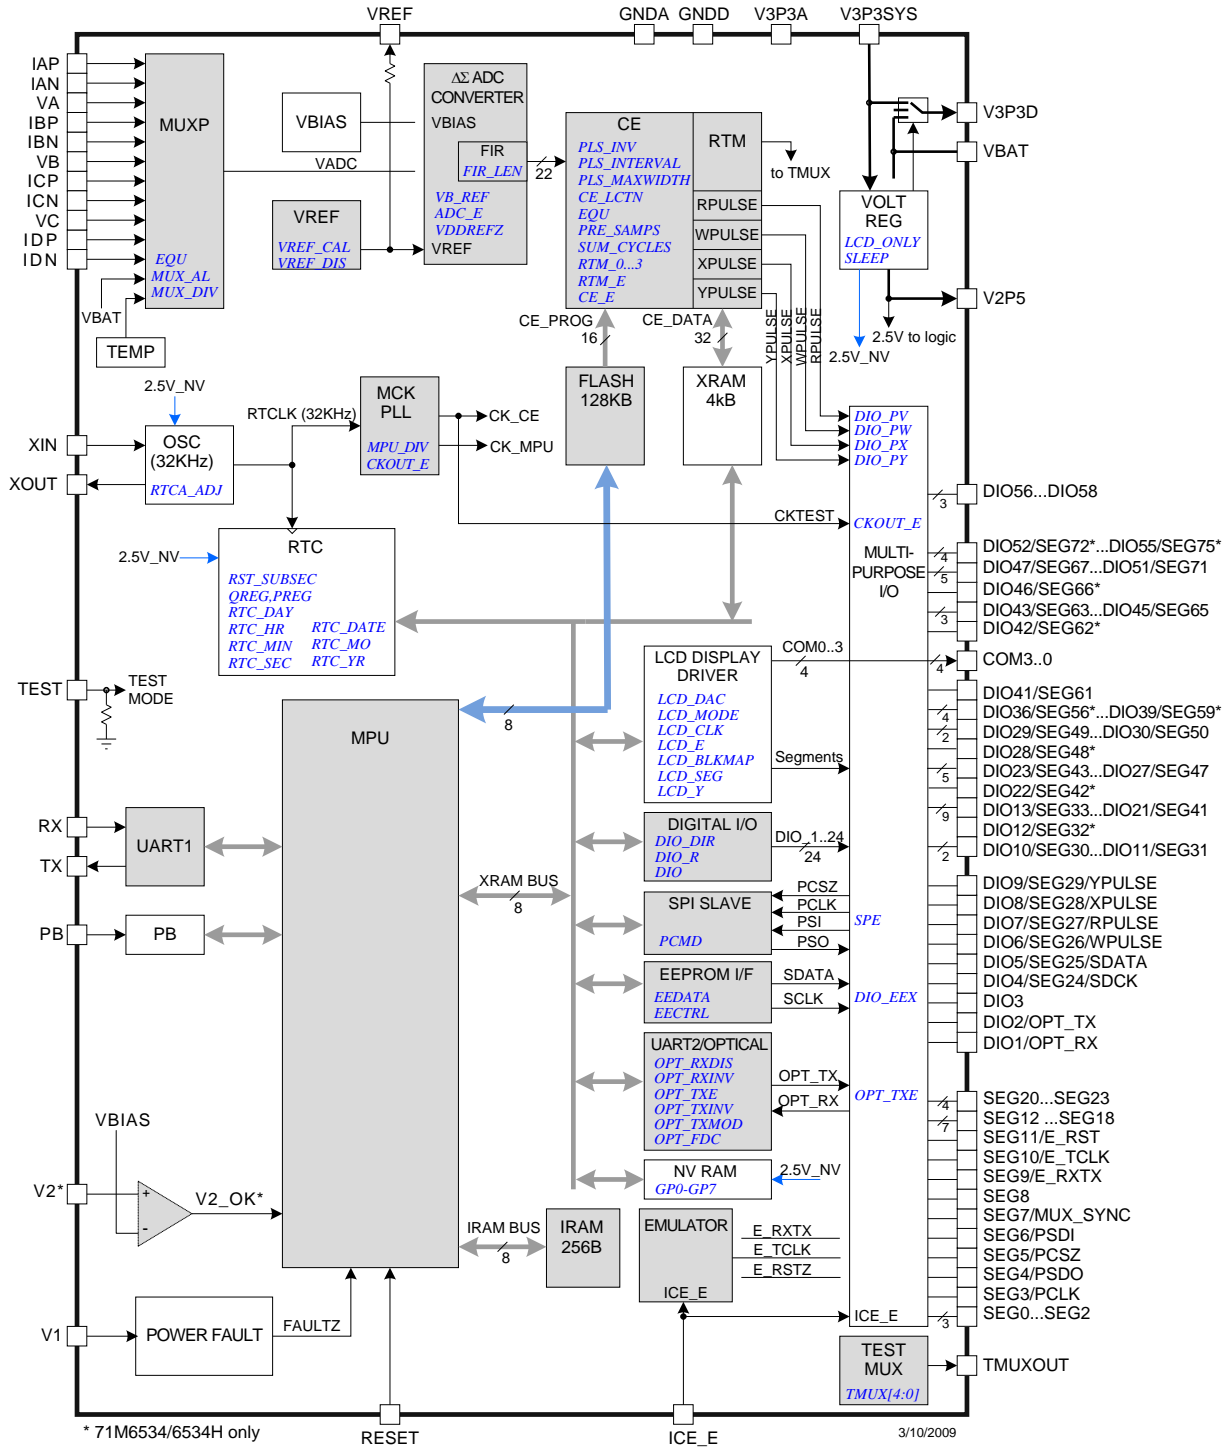 VREF
GNDA
GNDD
V3P3A
V3P3SYS
IAP
IAN
VA
IBP
IBN
VB
ICP
ICN
VC
IDP
IDN
MUXP
EQU
MUX_AL
MUX_DIV
VBAT
TEMP
VBIAS
VADC
VREF
VREF_CAL
VREF_DIS
ΔΣ ADC
CONVERTER
VBIAS
FIR
FIR_LEN
VB_REF
ADC_E
VDDREFZ
VREF
22
CE
PLS_INV
PLS_INTERVAL
PLS_MAXWIDTH
CE_LCTN
EQU
PRE_SAMPS
SUM_CYCLES
RTM_0...3
RTM_E
CE_E
RTM
RPULSE
WPULSE
XPULSE
YPULSE
to TMUX
V3P3D
VBAT
VOLT
REG
LCD_ONLY
SLEEP
V2P5
2.5V to logic
2.5V_NV
CE_PROG
16
CE_DATA
32
YPULSE
XPULSE
WPULSE
RPULSE
FLASH
128KB
XRAM
4kB
2.5V_NV
XIN
XOUT
OSC
(32KHz)
RTCA_ADJ
RTCLK (32KHz)
MCK
PLL
MPU_DIV
CKOUT_E
CK_CE
CK_MPU
CKTEST
2.5V_NV
RTC
RST_SUBSEC
QREG,PREG
RTC_DAY
RTC_HR
RTC_MIN
RTC_SEC
RTC_DATE
RTC_MO
RTC_YR
DIO_PV
DIO_PW
DIO_PX
DIO_PY
CKOUT_E
MULTI-
PURPOSE
I/O
3
DIO56...DIO58
4
DIO52/SEG72*...DIO55/SEG75*
5
DIO47/SEG67...DIO51/SEG71
DIO46/SEG66*
3
DIO43/SEG63...DIO45/SEG65
DIO42/SEG62*
TEST
TEST
MODE
MPU
8
LCD DISPLAY
DRIVER
LCD_DAC
LCD_MODE
LCD_CLK
LCD_E
LCD_BLKMAP
LCD_SEG
LCD_Y
COM0..3
4
4
COM3..0
Segments
DIO41/SEG61
4
DIO36/SEG56*...DIO39/SEG59*
2
DIO29/SEG49...DIO30/SEG50
DIO28/SEG48*
5
DIO23/SEG43...DIO27/SEG47
DIO22/SEG42*
9
DIO13/SEG33...DIO21/SEG41
DIO12/SEG32*
2
DIO10/SEG30...DIO11/SEG31
RX
TX
UART1
PB
PB
XRAM BUS
8
DIGITAL I/O
DIO_DIR
DIO_R
DIO
DIO_1..24
24
SPI SLAVE
PCMD
PCSZ
PCLK
PSI
PSO
SPE
EEPROM I/F
EEDATA
EECTRL
SDATA
SCLK
DIO_EEX
UART2/OPTICAL
OPT_RXDIS
OPT_RXINV
OPT_TXE
OPT_TXINV
OPT_TXMOD
OPT_FDC
OPT_TX
OPT_RX
OPT_TXE
NV RAM
GP0-GP7
2.5V_NV
DIO9/SEG29/YPULSE
DIO8/SEG28/XPULSE
DIO7/SEG27/RPULSE
DIO6/SEG26/WPULSE
DIO5/SEG25/SDATA
DIO4/SEG24/SDCK
DIO3
DIO2/OPT_TX
DIO1/OPT_RX
4
SEG20...SEG23
7
SEG12 ...SEG18
SEG11/E_RST
SEG10/E_TCLK
SEG9/E_RXTX
SEG8
SEG7/MUX_SYNC
SEG6/PSDI
SEG5/PCSZ
SEG4/PSDO
SEG3/PCLK
3
SEG0...SEG2
VBIAS
V2*
+
-
V2_OK*
IRAM BUS
8
IRAM
256B
EMULATOR
ICE_E
E_RXTX
E_TCLK
E_RSTZ
ICE_E
V1
POWER FAULT
FAULTZ
TEST
MUX
TMUX[4:0]
TMUXOUT
* 71M6534/6534H only
RESET
ICE_E
3/10/2009